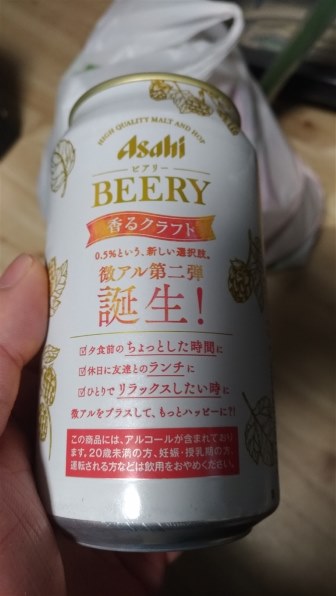 HIGH QUALITY MALT AND HOP
Asahi
ビアリー
BEERY
香るクラフト
0.5%という、新しい選択肢。
微アル第二弾
誕生!
夕食前のちょっとした時間に
休日に友達とのランチに
ひとりでリラックスしたい時に
微アルをプラスして、もっとハッピーに!!
この商品には、アルコールが含まれており
ます。20歳未満の方、妊娠・授乳期の方、
運転される方などは飲用をおやめください。